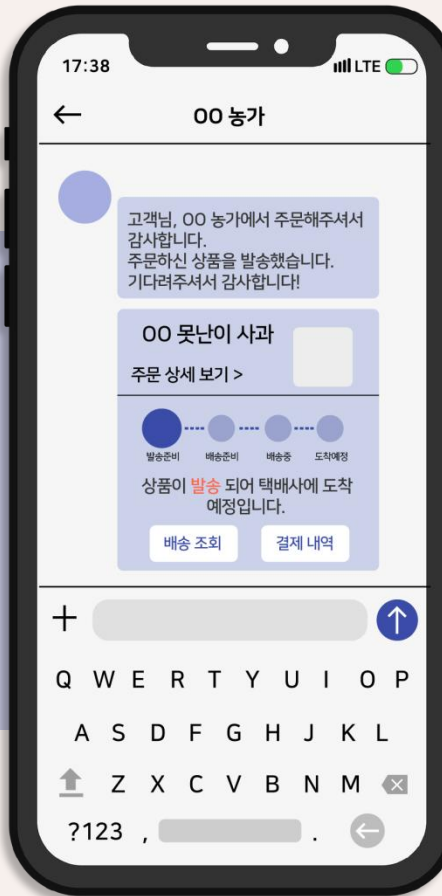 17:38
LTE
OO 농가
고객님, OO 농가에서 주문해주셔서
감사합니다.
주문하신 상품을 발송했습니다.
기다려주셔서 감사합니다!
OO 못난이 사과
주문 상세 보기 >
발송준비 배송준비 배송중 도착예정
상품이 발송 되어 택배사에 도착
예정입니다.
배송 조회 결제 내역
Q W E R T Y U I O P
A S D F G H J K L
Z X C V B N M
?123 , .